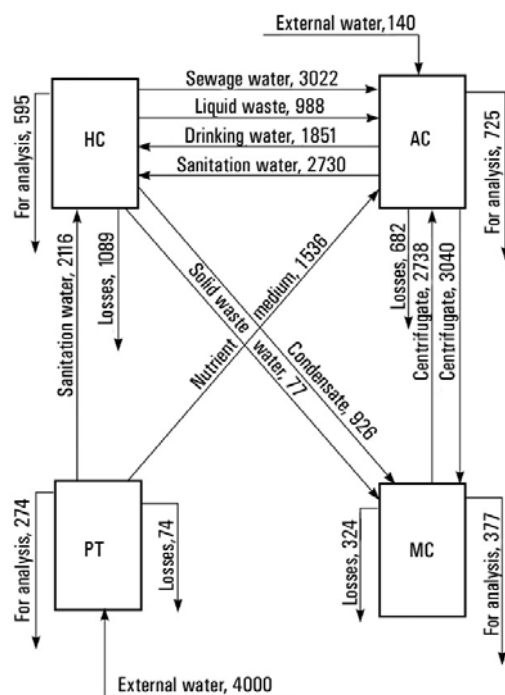 External water, 140
Sewage water, 3022
Liquid waste, 988
Drinking water, 1851
Sanitation water, 2730
HC
AC
For analysis, 595
For analysis, 725
Sanitation water, 2116
Losses, 1089
Solid waste water, 77
Nutrient medium, 1536
Condensate, 926
Losses, 682
Centrifugate, 2738
Centrifugate, 3040
PT
MC
For analysis, 274
Losses, 74
Losses, 324
For analysis, 377
External water, 4000